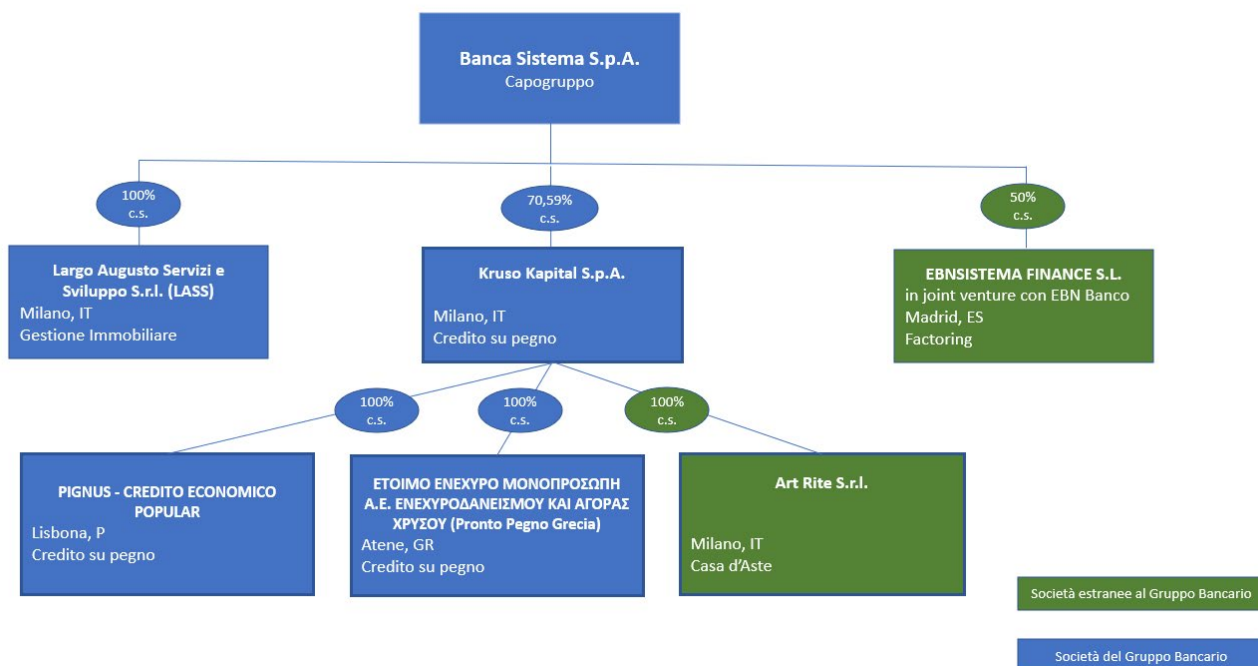 Banca Sistema S.p.A.
Capogruppo
100%
c.s.
70,59%
c.s.
50%
c.s.
Largo Augusto Servizi e
Sviluppo S.r.l. (LASS)
Milano, IT
Gestione Immobiliare
Kruso Kapital S.p.A.
Milano, IT
Credito su pegno
EBNSISTEMA FINANCE S.L.
in joint venture con EBN Banco
Madrid, ES
Factoring
100%
c.s.
100%
c.s.
100%
c.s.
PIGNUS - CREDITO ECONOMICO
POPULAR
Lisbona, P
Credito su pegno
ΕΤΟΙΜΟ ΕΝΕΧΥΡΟ ΜΟΝΟΠΡΟΣΩΠΗ
Α.Ε. ΕΝΕΧΥΡΟΔΑΝΕΙΣΜΟΥ ΚΑΙ ΑΓΟΡΑΣ
ΧΡΥΣΟΥ (Pronto Pegno Grecia)
Atene, GR
Credito su pegno
Art Rite S.r.l.
Milano, IT
Casa d’Aste
Società estranee al Gruppo Bancario
Società del Gruppo Bancario